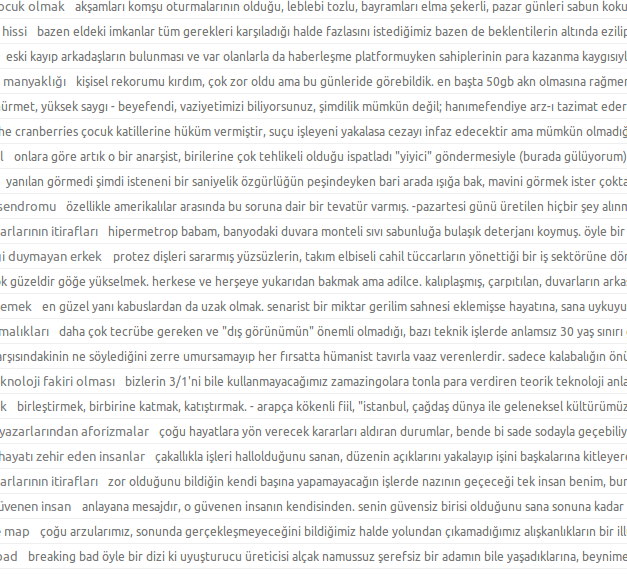 ocuk olmak akşamları komşu oturmalarının olduğu, leblebi tozlu, bayramları elma şekerli, pazar günleri sabun koku
hissi bazen eldeki imkanlar tüm gerekleri karşıladığı halde fazlasını istediğimiz bazen de beklentilerin altında ezilip
eski kayıp arkadaşların bulunması ve var olanlarla da haberleşme platformuyken sahiplerinin para kazanma kaygısıyl
manyaklığı kişisel rekorumu kırdım, çok zor oldu ama bu günleride görebildik. en başta 50gb akn olmasına rağmer
ürmet, yüksek saygı - beyefendi, vaziyetimizi biliyorsunuz, şimdilik mümkün değil; hanımefendiye arz-ı tazimat eder
he cranberries çocuk katillerine hüküm vermiştir, suçu işleyeni yakalasa cezayı infaz edecektir ama mümkün olmadığ
l onlara göre artık o bir anarşist, birilerine çok tehlikeli olduğu ispatladı "yiyici" göndermesiyle (burada gülüyorum)
yanılan görmedi şimdi isteneni bir saniyelik özgürlüğün peşindeyken bari arada ışığa bak, mavini görmek ister çokta
sendromu özellikle amerikalılar arasında bu soruna dair bir tevatür varmış. -pazartesi günü üretilen hiçbir şey alınm
arlarının itirafları hipermetrop babam, banyodaki duvara monteli sıvı sabunluğa bulaşık deterjanı koymuş. öyle bir
i duymayan erkek protez dişleri sararmış yüzsüzlerin, takım elbiseli cahil tüccarların yönettiği bir iş sektörüne dör
k güzeldir göğe yükselmek. herkese ve herşeye yukarıdan bakmak ama adilce. kalıplaşmış, çarpıtılan, duvarların arkas
emek en güzel yanı kabuslardan da uzak olmak. senarist bir miktar gerilim sahnesi eklemişse hayatına, sana uykuyu
malıkları daha çok tecrübe gereken ve "dış görünümün" önemli olmadığı, bazı teknik işlerde anlamsız 30 yaş sınırı
arşısındakinin ne söylediğini zerre umursamayıp her fırsatta hümanist tavırla vaaz verenlerdir. sadece kalabalığın önü
knoloji fakiri olması bizlerin 3/1'ni bile kullanmayacağımız zamazingolara tonla para verdiren teorik teknoloji anla
k birleştirmek, birbirine katmak, katıştırmak. - arapça kökenli fiil, "istanbul, çağdaş dünya ile geleneksel kültürümüz
yazarlarından aforizmalar çoğu hayatlara yön verecek kararları aldıran durumlar, bende bi sade sodayla geçebiliy
hayatı zehir eden insanlar çakallıkla işleri hallolduğunu sanan, düzenin açıklarını yakalayıp işini başkalarına kitleyere
arlarının itirafları zor olduğunu bildiğin kendi başına yapamayacağın işlerde nazının geçeceği tek insan benim, bur
üvenen insan anlayana mesajdır, o güvenen insanın kendisinden. senin güvensiz birisi olduğunu sana sonuna kadar
map çoğu arzularımız, sonunda gerçekleşmeyeceğini bildiğimiz halde yolundan çıkamadığımız alışkanlıkların bir ill
oad breaking bad öyle bir dizi ki uyuşturucu üreticisi alçak namussuz şerefsiz bir adamın bile yaşadıklarına, beynime